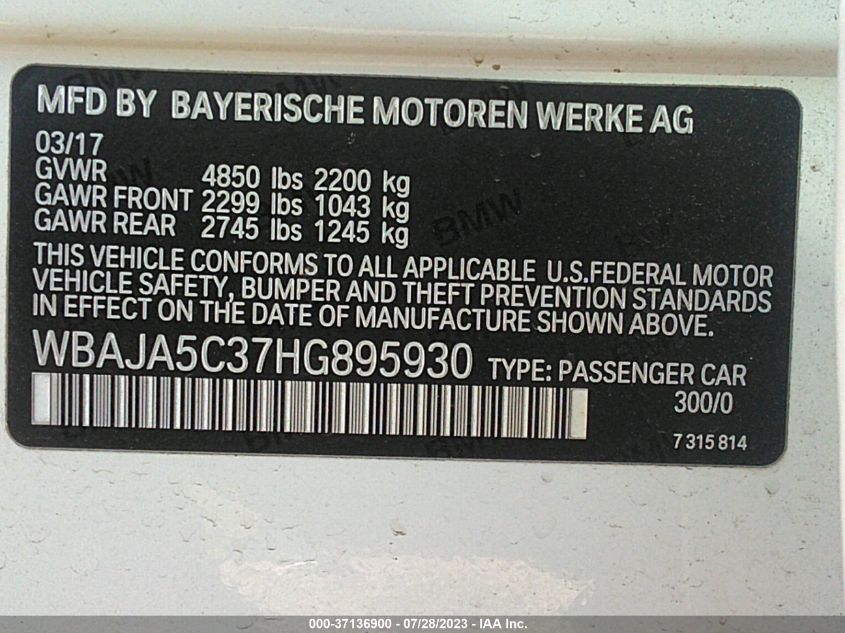 MFD BY BAYERISCHE MOTOREN WERKE AG
03/17
GVWR 4850 lbs 2200 kg
GAWR FRONT 2299 lbs 1043 kg
GAWR REAR 2745 lbs 1245 kg
THIS VEHICLE CONFORMS TO ALL APPLICABLE U.S.FEDERAL MOTOR
VEHICLE SAFETY, BUMPER AND THEFT PREVENTION STANDARDS
IN EFFECT ON THE DATE OF MANUFACTURE SHOWN ABOVE.
WBAJA5C37HG895930 TYPE: PASSENGER CAR
300/0
7 315 814
BMW
000-37136900 - 07/28/2023 - IAA Inc.